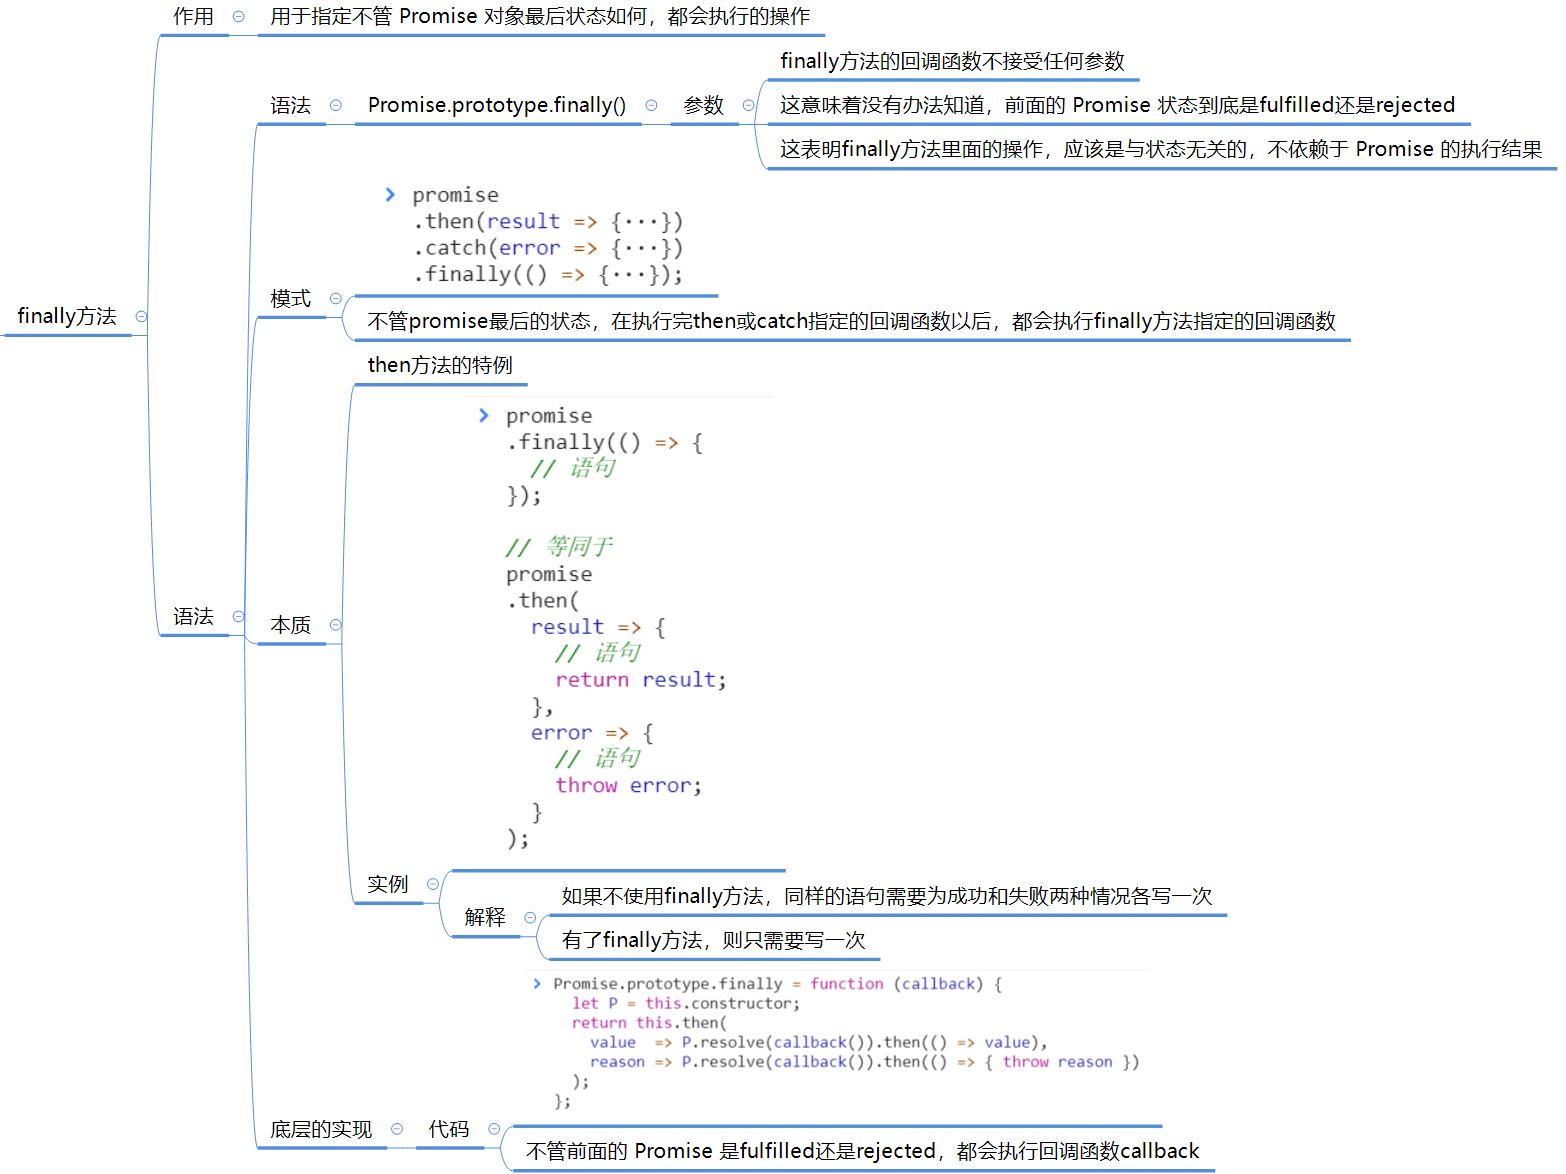 作用
用于指定不管 Promise 对象最后状态如何，都会执行的操作
finally方法的回调函数不接受任何参数
语法
Promise.prototype.finally()
参数
这意味着没有办法知道，前面的 Promise 状态到底是fulfilled还是rejected
这表明finally方法里面的操作，应该是与状态无关的，不依赖于 Promise 的执行结果
promise
.then(result => {···})
.catch(error => {···})
.finally(() => {···});
模式
finally方法
不管promise最后的状态，在执行完then或catch指定的回调函数以后，都会执行finally方法指定的回调函数
then方法的特例
promise
.finally(() => {
// 语句
});
// 等同于
promise
.then(
result => {
// 语句
return result;
},
error => {
// 语句
throw error;
}
);
语法
本质
实例
如果不使用finally方法，同样的语句需要为成功和失败两种情况各写一次
解释
有了finally方法，则只需要写一次
Promise.prototype.finally = function (callback) {
let P = this.constructor;
return this.then(
value  => P.resolve(callback()).then(() => value),
reason => P.resolve(callback()).then(() => { throw reason })
);
};
底层的实现
代码
不管前面的 Promise 是fulfilled还是rejected，都会执行回调函数callback